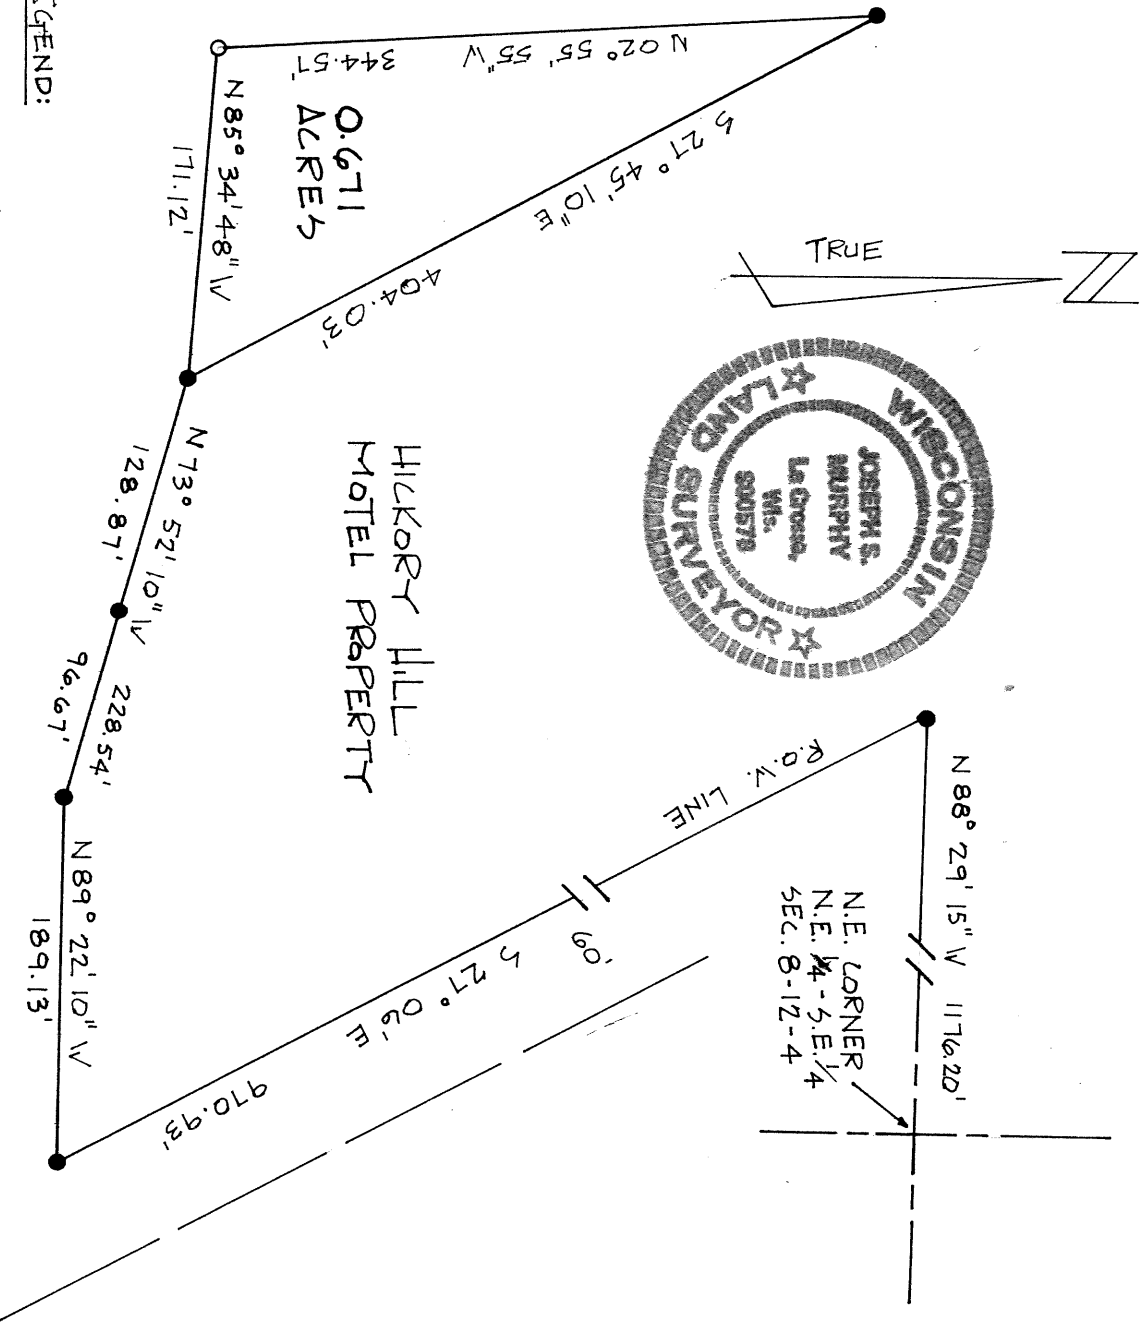 LEGEND:
N 02° 55' 55" W
344.51'
0.671
ACRES
N 85° 34' 48" W
171.12'
S 27° 45' 10" E
404.03'
TRUE
N
WISCONSIN
LAND SURVEYOR
JOSEPH S.
MURPHY
La Crosse,
Wis.
HICKORY HILL
MOTEL PROPERTY
N 73° 52' 10" W 228.54'
128.87'
96.67'
N 89° 22' 10" W
189.13'
R.O.W. LINE
S 27° 06' E
970.93'
60'
N 88° 29' 15" W 1176.20'
N.E. CORNER
N.E. 1/4 - S.E. 1/4
SEC. 8-12-4